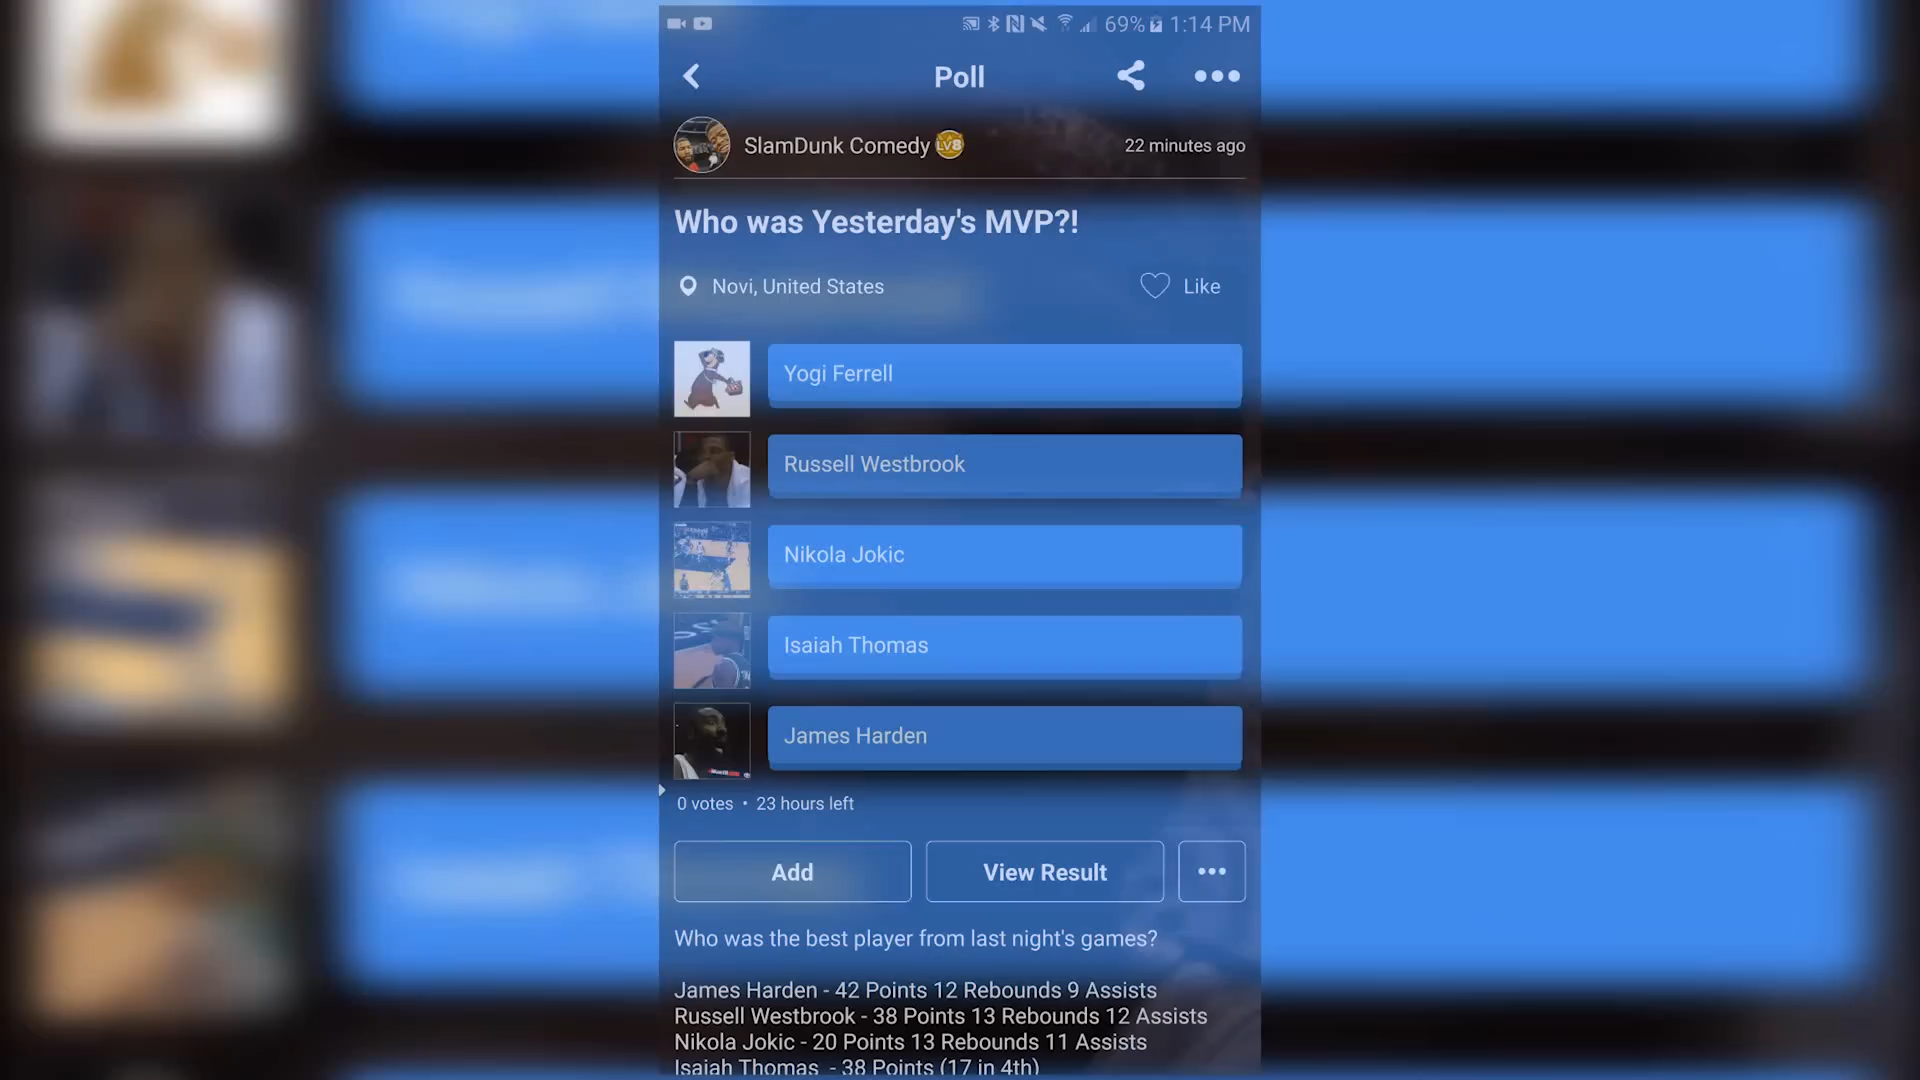 69% 1:14 PM
Poll
SlamDunk Comedy LV8 22 minutes ago
Who was Yesterday's MVP?!
Novi, United States Like
Yogi Ferrell
Russell Westbrook
Nikola Jokic
Isaiah Thomas
James Harden
0 votes • 23 hours left
Add View Result
Who was the best player from last night's games?
James Harden - 42 Points 12 Rebounds 9 Assists
Russell Westbrook - 38 Points 13 Rebounds 12 Assists
Nikola Jokic - 20 Points 13 Rebounds 11 Assists
Isaiah Thomas - 38 Points (17 in 4th)